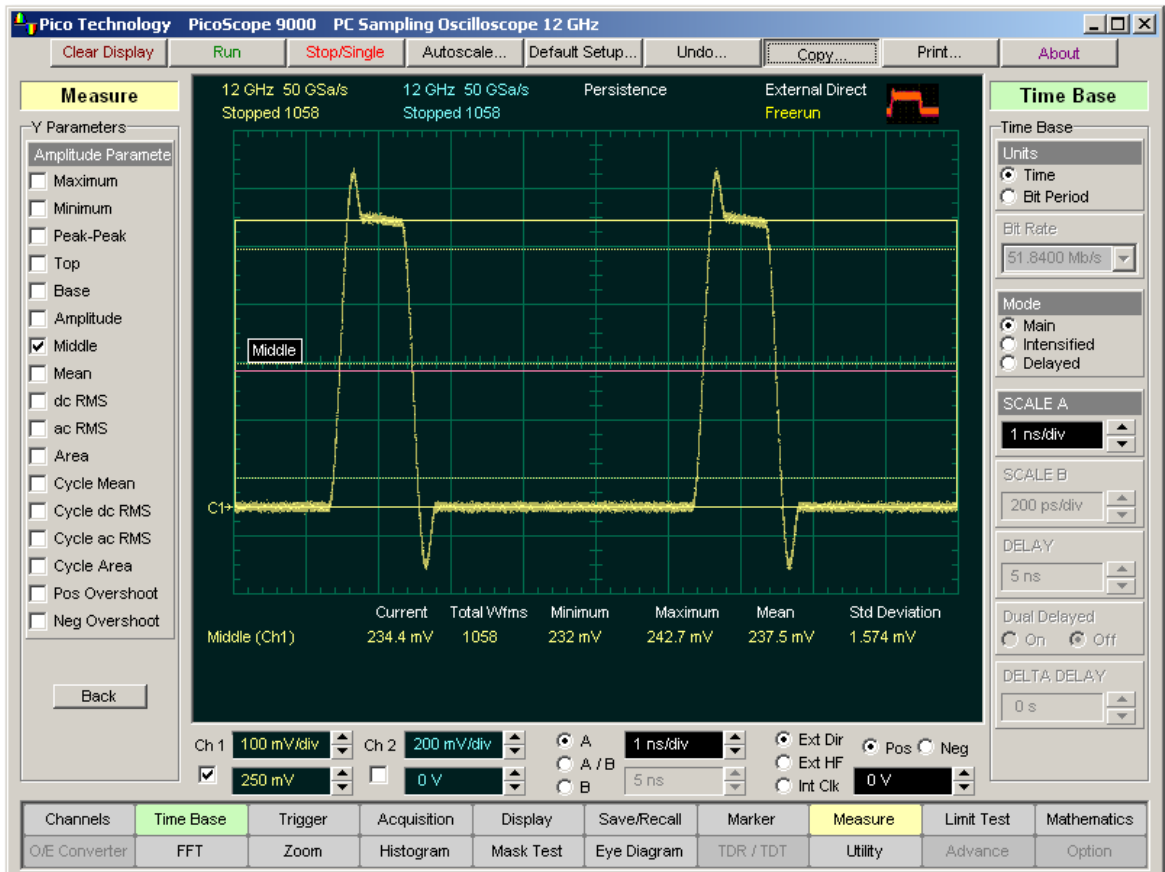 Pico Technology PicoScope 9000 PC Sampling Oscilloscope 12 GHz
Clear Display Run Stop/Single Autoscale... Default Setup... Undo... Copy... Print... About
Measure
Y Parameters
Amplitude Paramete
Maximum
Minimum
Peak-Peak
Top
Base
Amplitude
Middle
Mean
dc RMS
ac RMS
Area
Cycle Mean
Cycle dc RMS
Cycle ac RMS
Cycle Area
Pos Overshoot
Neg Overshoot
Back
12 GHz 50 GSa/s 12 GHz 50 GSa/s Persistence External Direct
Stopped 1058 Stopped 1058 Freerun
Middle
C1
Current Total Wfms Minimum Maximum Mean Std Deviation
Middle (Ch1) 234.4 mV 1058 232 mV 242.7 mV 237.5 mV 1.574 mV
Time Base
Time Base
Units
Time
Bit Period
Bit Rate
51.8400 Mb/s
Mode
Main
Intensified
Delayed
SCALE A
1 ns/div
SCALE B
200 ps/div
DELAY
5 ns
Dual Delayed
On Off
DELTA DELAY
0 s
Ch 1 100 mV/div Ch 2 200 mV/div A 1 ns/div Ext Dir Pos Neg
A / B Ext HF
250 mV 0 V B 5 ns Int Clk 0 V
Channels Time Base Trigger Acquisition Display Save/Recall Marker Measure Limit Test Mathematics
O/E Converter FFT Zoom Histogram Mask Test Eye Diagram TDR / TDT Utility Advance Option